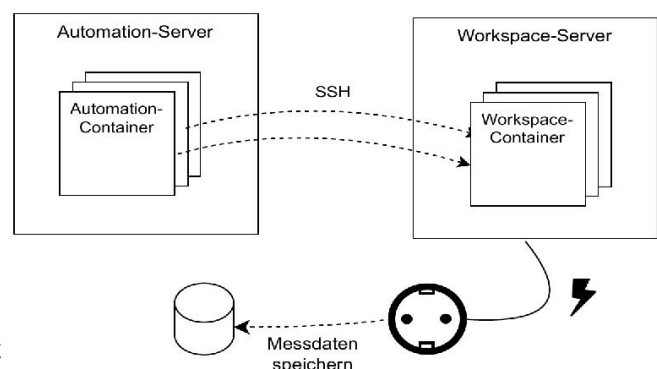 Automation-Server
Workspace-Server
SSH
Automation-
Container
Workspace-
Container
Messdaten
speichern